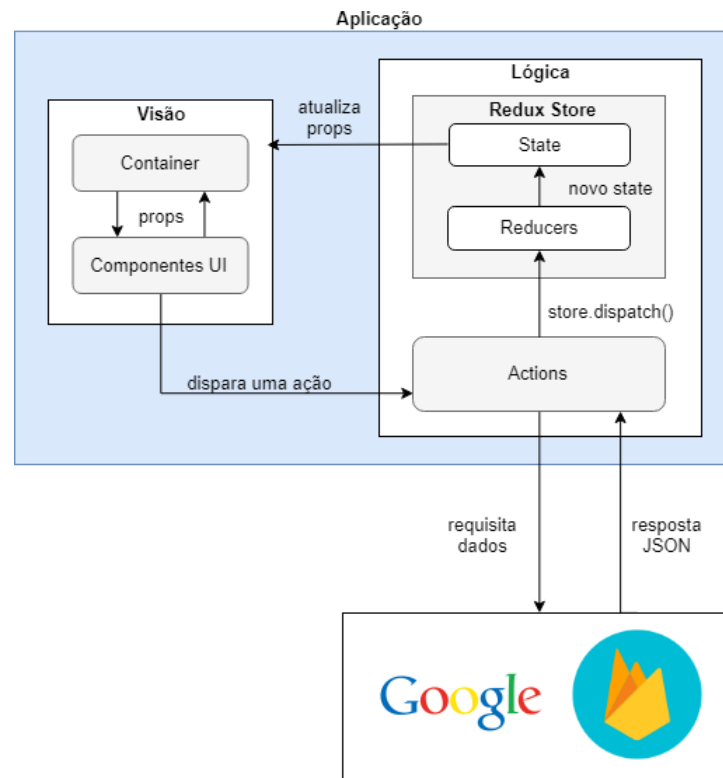 Aplicação
Lógica
Visão
atualiza
props
Redux Store
Container
State
props
novo state
Componentes UI
Reducers
store.dispatch()
dispara uma ação
Actions
requisita
dados
resposta
JSON
Google